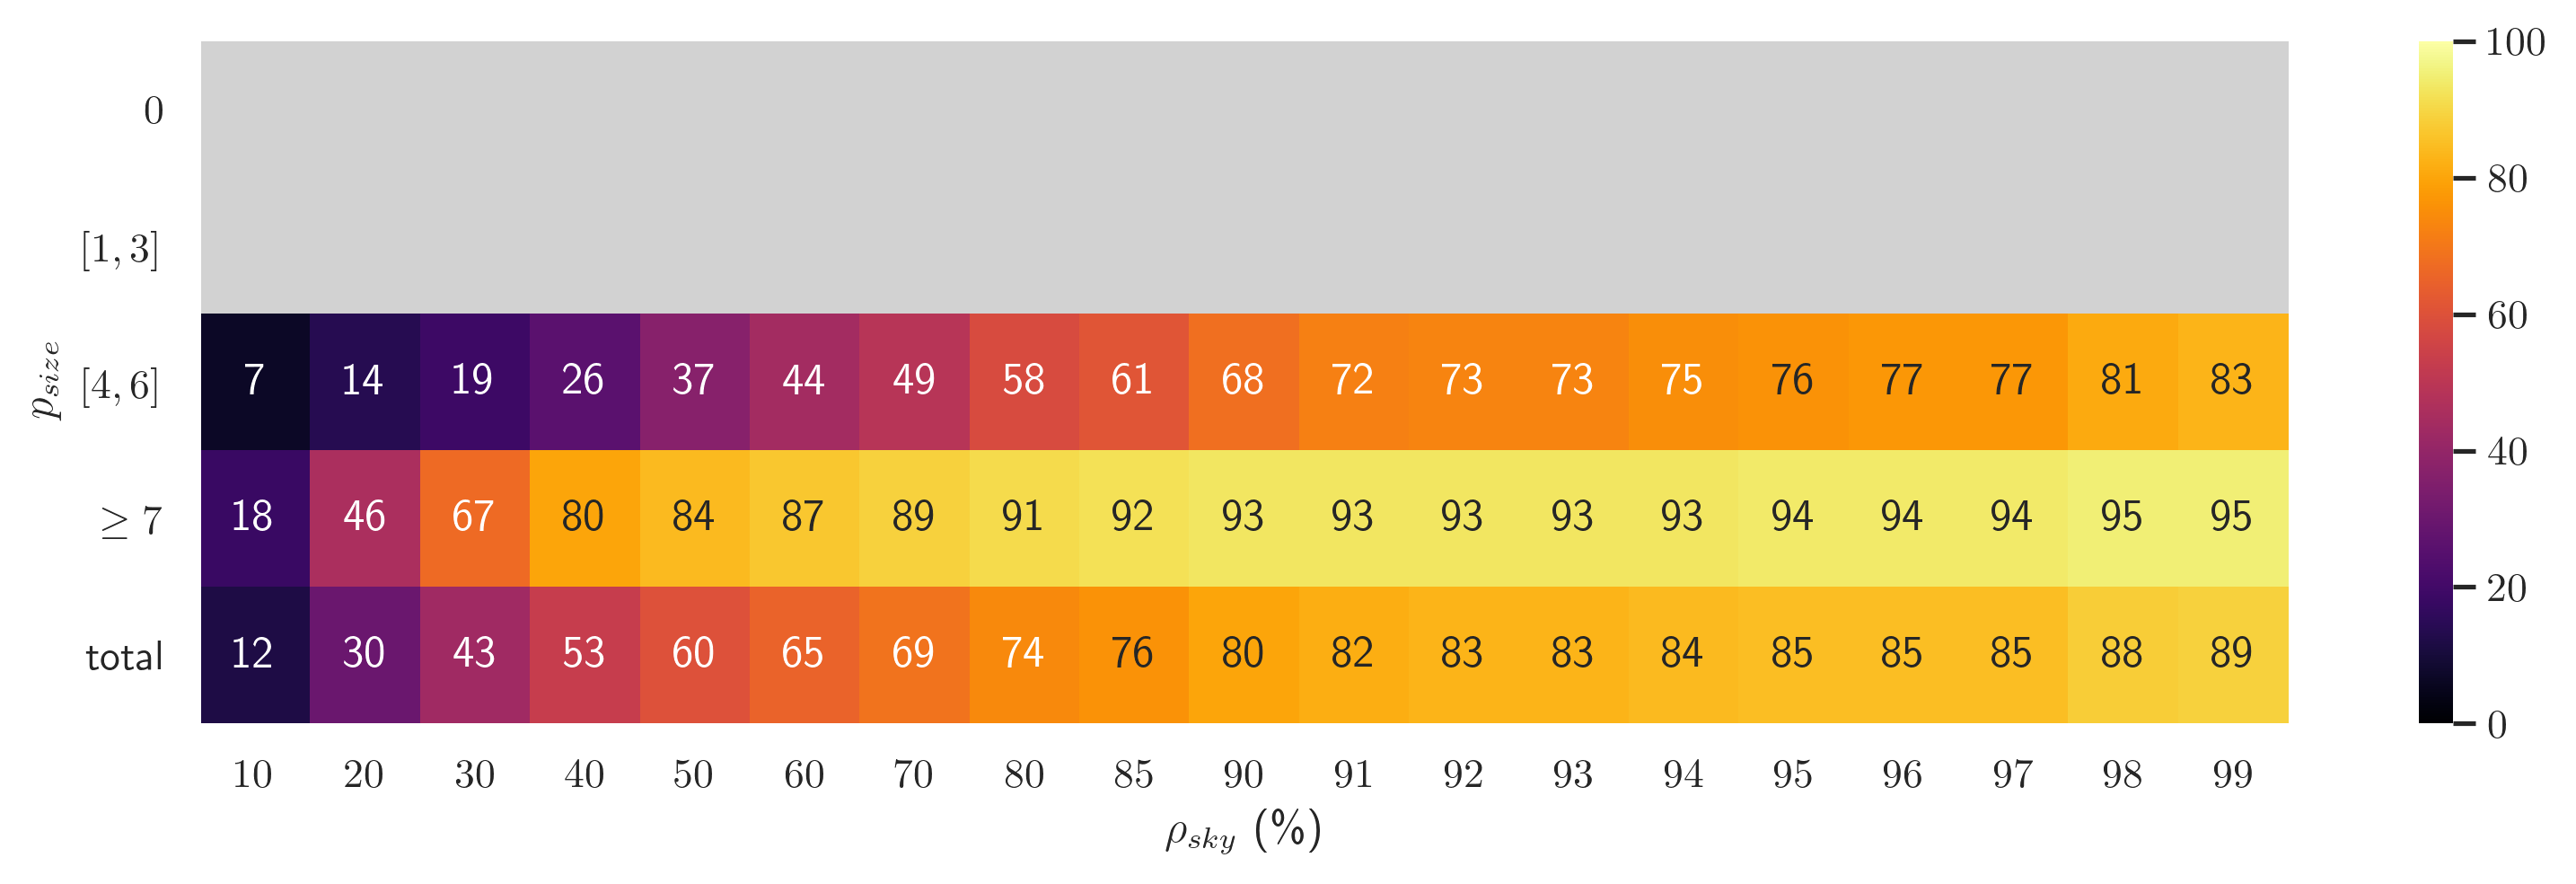 0
[1, 3]
[4, 6] 7 14 19 26 37 44 49 58 61 68 72 73 73 75 76 77 77 81 83
≥ 7 18 46 67 80 84 87 89 91 92 93 93 93 93 93 94 94 94 95 95
total 12 30 43 53 60 65 69 74 76 80 82 83 83 84 85 85 85 88 89
10 20 30 40 50 60 70 80 85 90 91 92 93 94 95 96 97 98 99
ρsky (%)
psize
100
80
60
40
20
0